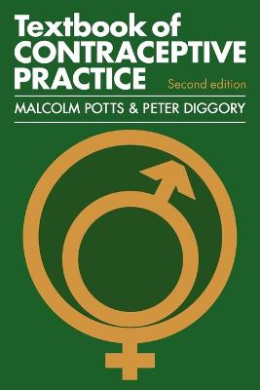 Textbook of
CONTRACEPTIVE
PRACTICE Second edition
MALCOLM POTTS & PETER DIGGORY